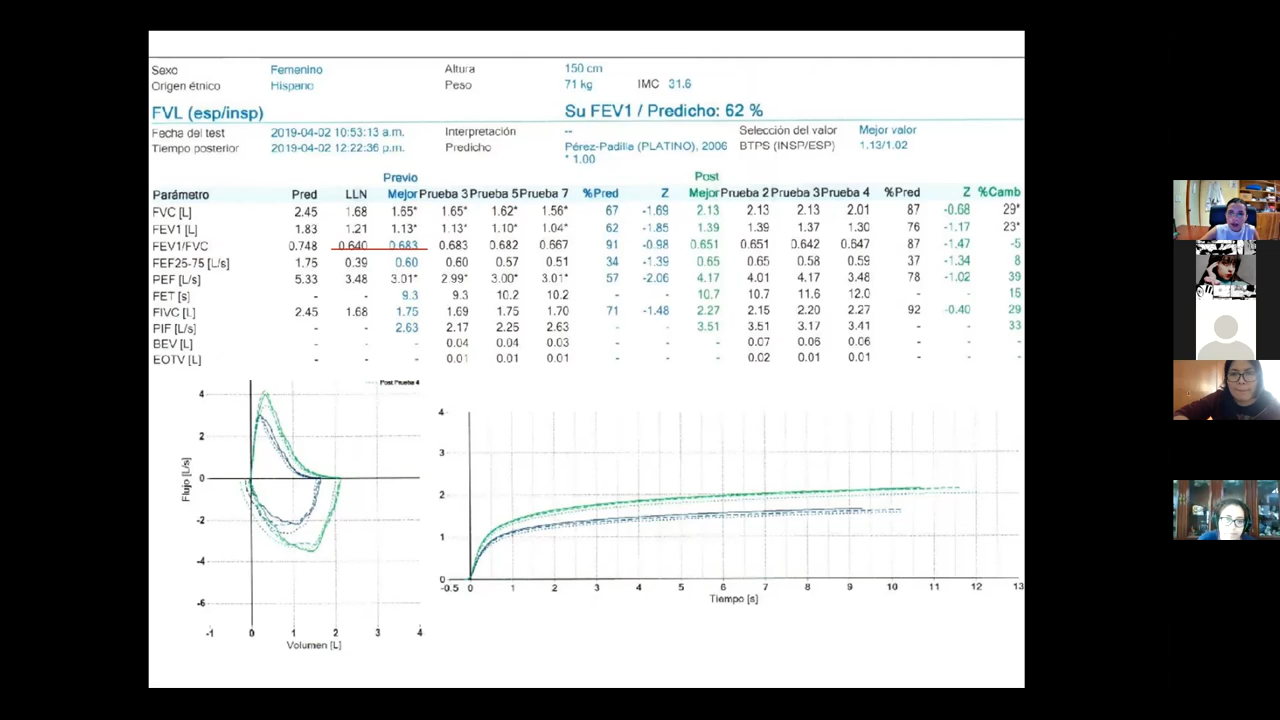 Sexo Femenino Altura 150 cm
Origen étnico Hispano Peso 71 kg IMC 31.6
FVL (esp/insp) Su FEV1 / Predicho: 62 %
Fecha del test 2019-04-02 10:53:13 a.m. Interpretación -- Selección del valor Mejor valor
Tiempo posterior 2019-04-02 12:22:36 p.m. Predicho Pérez-Padilla (PLATINO), 2006 BTPS (INSP/ESP) 1.13/1.02
* 1.00
Previo Post
Parámetro Pred LLN Mejor Prueba 3 Prueba 5 Prueba 7 %Pred Z Mejor Prueba 2 Prueba 3 Prueba 4 %Pred Z %Camb
FVC [L] 2.45 1.68 1.65* 1.65* 1.62* 1.56* 67 -1.69 2.13 2.13 2.13 2.01 87 -0.68 29*
FEV1 [L] 1.83 1.21 1.13* 1.13* 1.10* 1.04* 62 -1.85 1.39 1.39 1.37 1.30 76 -1.17 23*
FEV1/FVC 0.748 0.640 0.683 0.683 0.682 0.667 91 -0.98 0.651 0.651 0.642 0.647 87 -1.47 -5
FEF25-75 [L/s] 1.75 0.39 0.60 0.60 0.57 0.51 34 -1.39 0.65 0.65 0.58 0.59 37 -1.34 8
PEF [L/s] 5.33 3.48 3.01* 2.99* 3.00* 3.01* 57 -2.06 4.17 4.01 4.17 3.48 78 -1.02 39
FET [s] - - 9.3 9.3 10.2 10.2 - - 10.7 10.7 11.6 12.0 - - 16
FIVC [L] 2.45 1.68 1.75 1.69 1.75 1.70 71 -1.48 2.27 2.15 2.20 2.27 92 -0.40 29
PIF [L/s] - - 2.63 2.17 2.25 2.63 - - 3.51 3.51 3.17 3.41 - - 33
BEV [L] - - 0.04 0.04 0.03 - - 0.07 0.06 0.06 - - -
EOTV [L] - - 0.01 0.01 0.01 - - 0.02 0.01 0.01 - - -
Post Prueba 4
4
2
0
-2
-4
-6
Flujo [L/s]
-1 0 1 2 3 4
Volumen [L]
4
3
2
1
0
-0.5 0 1 2 3 4 5 6 7 8 9 10 11 12 13
Tiempo [s]